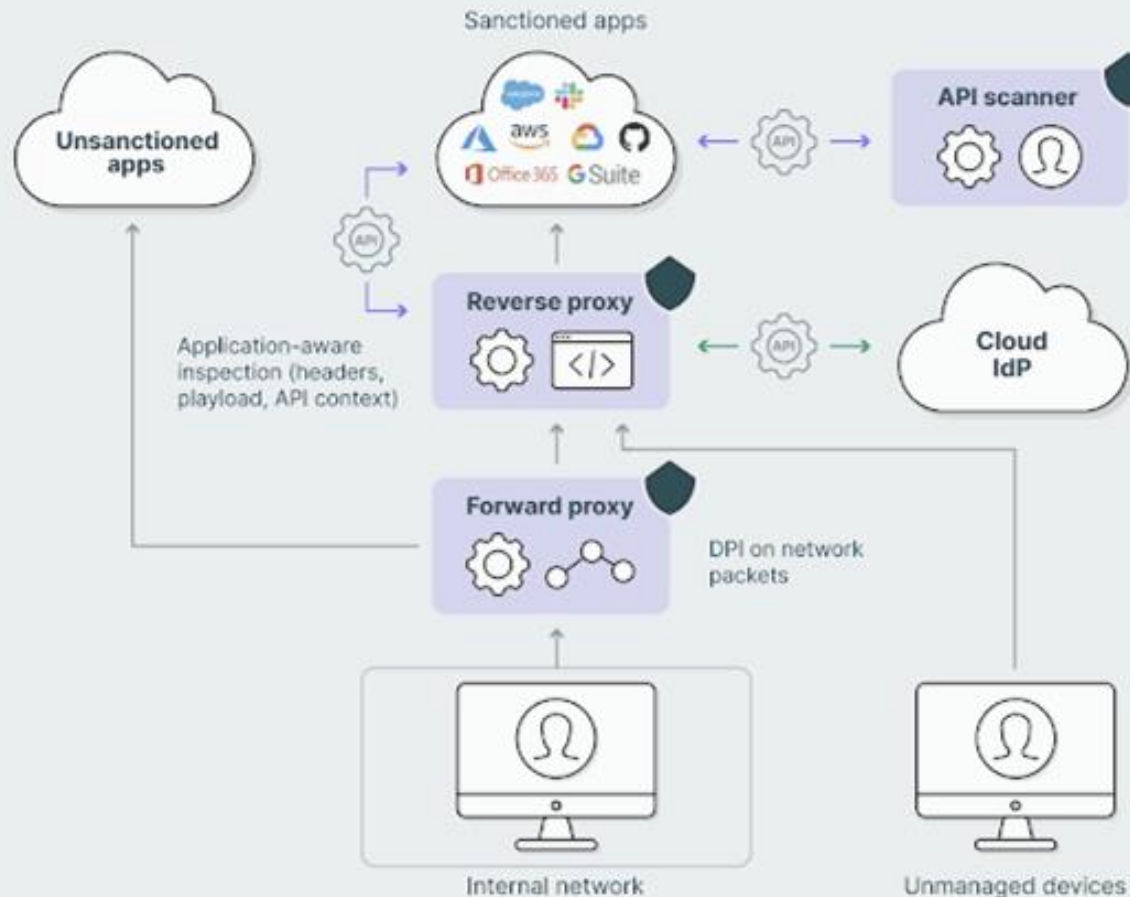 Sanctioned apps
Unsanctioned
apps
salesforce
aws
Office 365
G Suite
API
API scanner
API
Reverse proxy
</>
API
Cloud
IdP
Application-aware
inspection (headers,
playload, API context)
Forward proxy
DPI on network
packets
Internal network
Unmanaged devices